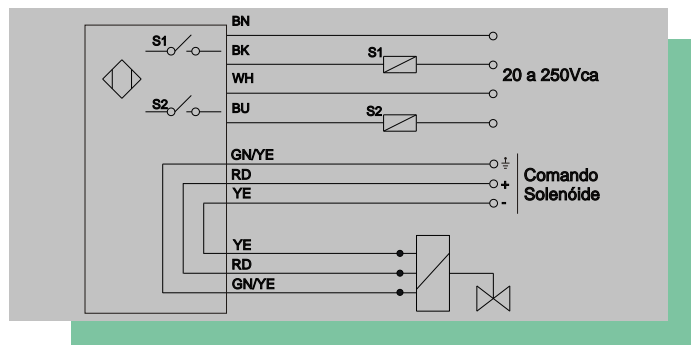 BN
S1
BK
S1
WH
20 a 250Vca
S2
BU
S2
GN/YE
RD
+
Comando
YE
-
Solenóide
YE
RD
GN/YE